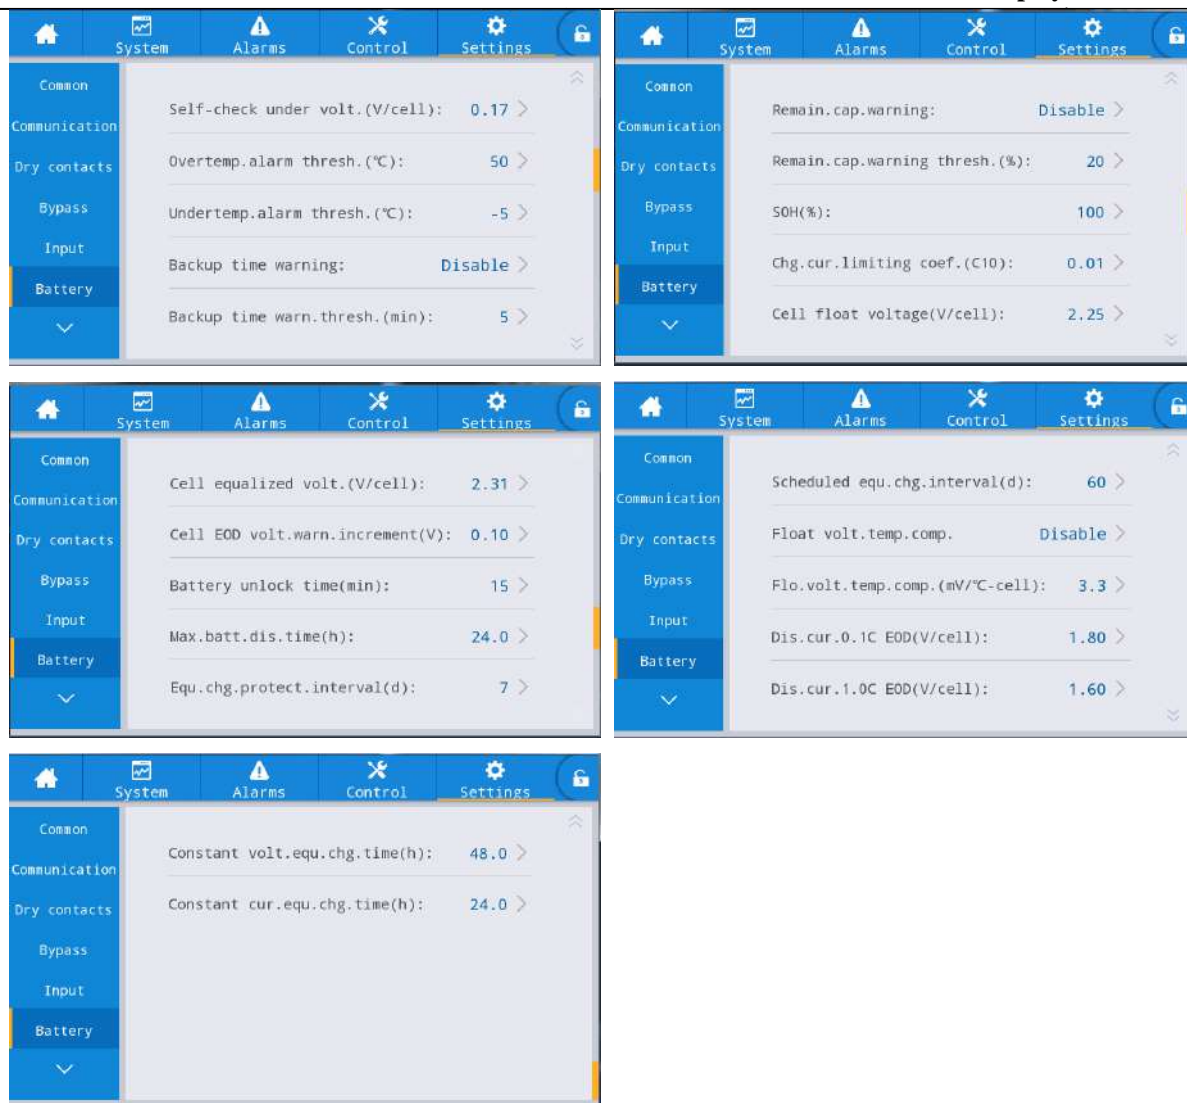 System Alarms Control Settings
Common
Communication
Dry contacts
Bypass
Input
Battery
Self-check under volt.(V/cell): 0.17
Overtemp.alarm thresh.(℃): 50
Undertemp.alarm thresh.(℃): -5
Backup time warning: Disable
Backup time warn.thresh.(min): 5
System Alarms Control Settings
Common
Communication
Dry contacts
Bypass
Input
Battery
Remain.cap.warning: Disable
Remain.cap.warning thresh.(%): 20
SOH(%): 100
Chg.cur.limiting coef.(C10): 0.01
Cell float voltage(V/cell): 2.25
System Alarms Control Settings
Common
Communication
Dry contacts
Bypass
Input
Battery
Cell equalized volt.(V/cell): 2.31
Cell EOD volt.warn.increment(V): 0.10
Battery unlock time(min): 15
Max.batt.dis.time(h): 24.0
Equ.chg.protect.interval(d): 7
System Alarms Control Settings
Common
Communication
Dry contacts
Bypass
Input
Battery
Scheduled equ.chg.interval(d): 60
Float volt.temp.comp. Disable
Flo.volt.temp.comp.(mV/℃-cell): 3.3
Dis.cur.0.1C EOD(V/cell): 1.80
Dis.cur.1.0C EOD(V/cell): 1.60
System Alarms Control Settings
Common
Communication
Dry contacts
Bypass
Input
Battery
Constant volt.equ.chg.time(h): 48.0
Constant cur.equ.chg.time(h): 24.0